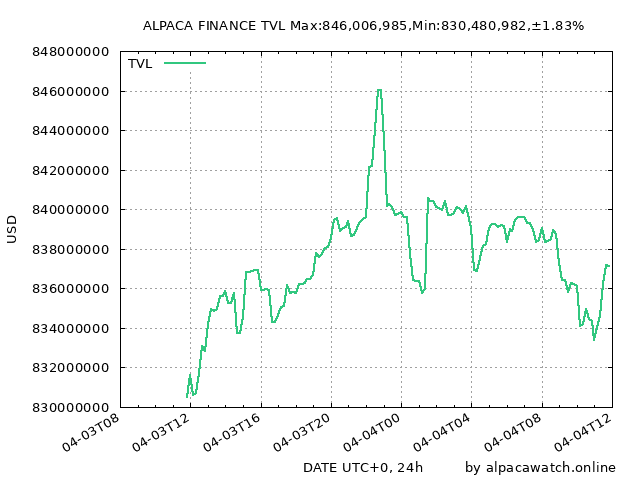 ALPACA FINANCE TVL Max:846,006,985,Min:830,480,982,±1.83%
848000000
TVL
846000000
844000000
842000000
840000000
USD
838000000
836000000
834000000
832000000
830000000
04-03T08 04-03T12 04-03T16 04-03T20 04-04T00 04-04T04 04-04T08 04-04T12
DATE UTC+0, 24h by alpacawatch.online